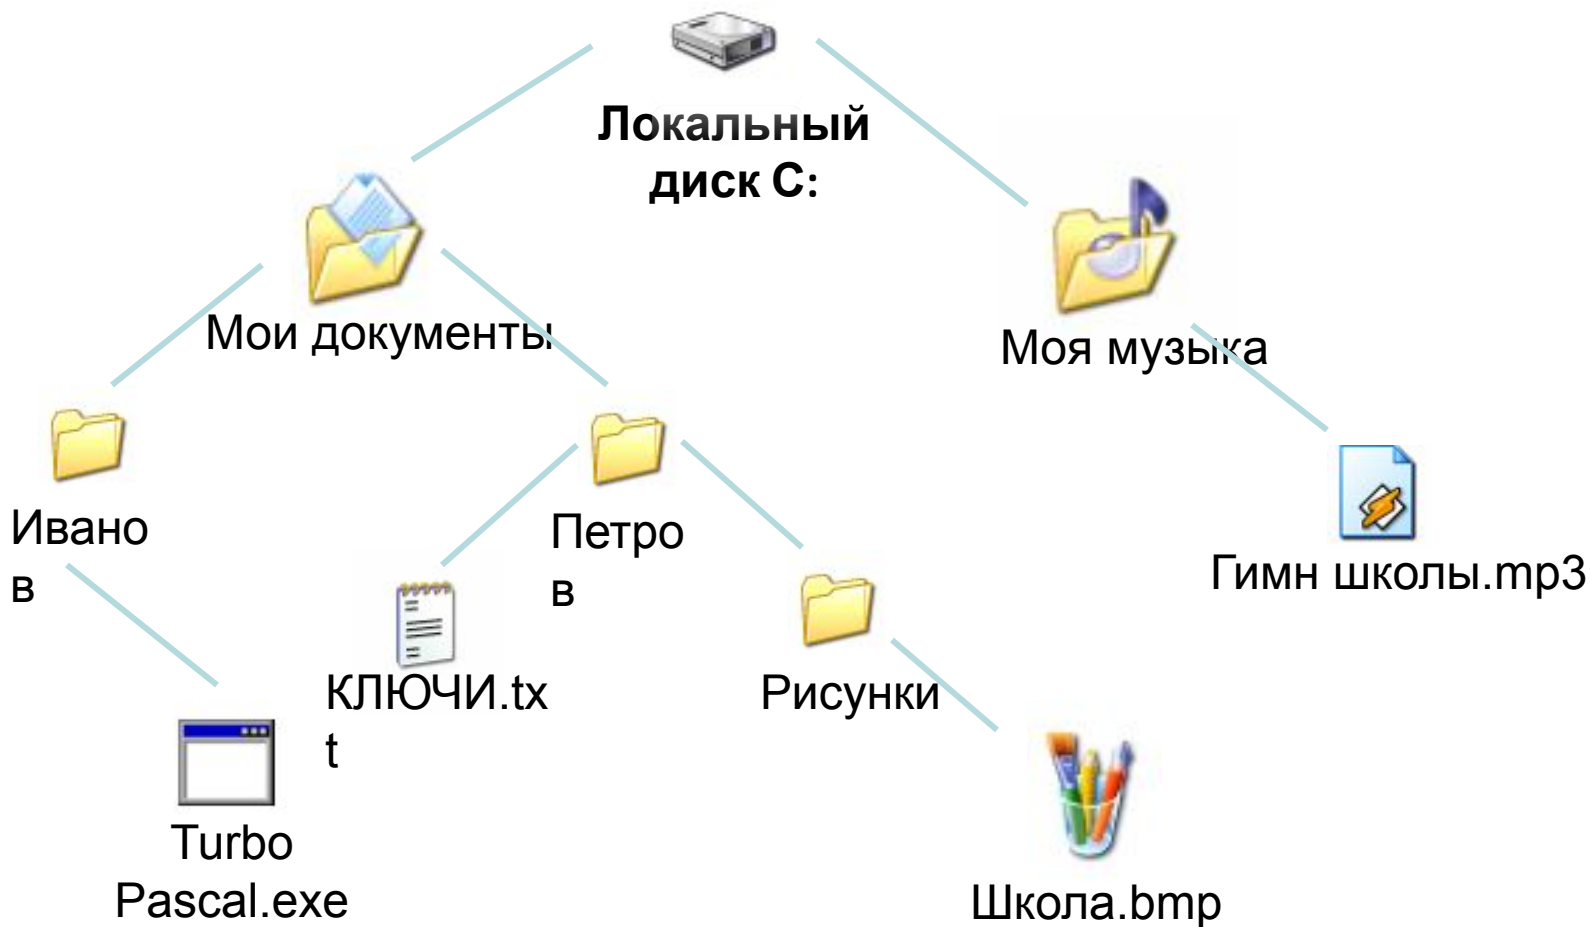 Локальный
диск C:
Мои документы
Моя музыка
Ивано
в
Петро
в
Гимн школы.mp3
КЛЮЧИ.tx
t
Рисунки
Turbo
Pascal.exe
Школа.bmp